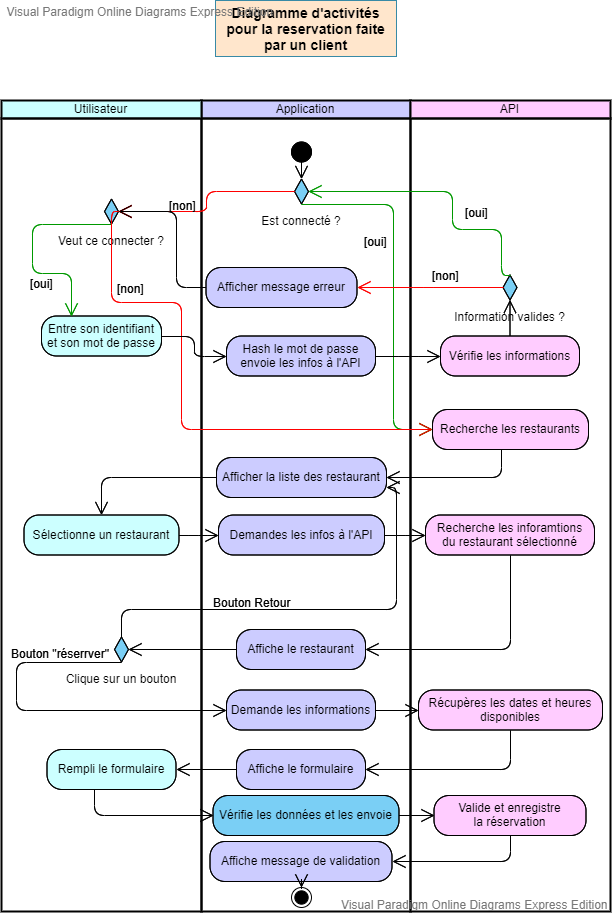 Visual Paradigm Online Diagrams Express Edition
Diagramme d'activités
pour la reservation faite
par un client
Utilisateur
Application
API
[non]
[oui]
Est connecté ?
Veut ce connecter ?
[oui]
[non]
[oui]
[non]
Afficher message erreur
Information valides ?
Entre son identifiant
et son mot de passe
Hash le mot de passe
envoie les infos à l'API
Vérifie les informations
Recherche les restaurants
Afficher la liste des restaurant
Sélectionne un restaurant
Demandes les infos à l'API
Recherche les inforamtions
du restaurant sélectionné
Bouton Retour
Bouton "réserrver"
Affiche le restaurant
Clique sur un bouton
Demande les informations
Récupères les dates et heures
disponibles
Rempli le formulaire
Affiche le formulaire
Vérifie les données et les envoie
Valide et enregistre
la réservation
Affiche message de validation
Visual Paradigm Online Diagrams Express Edition